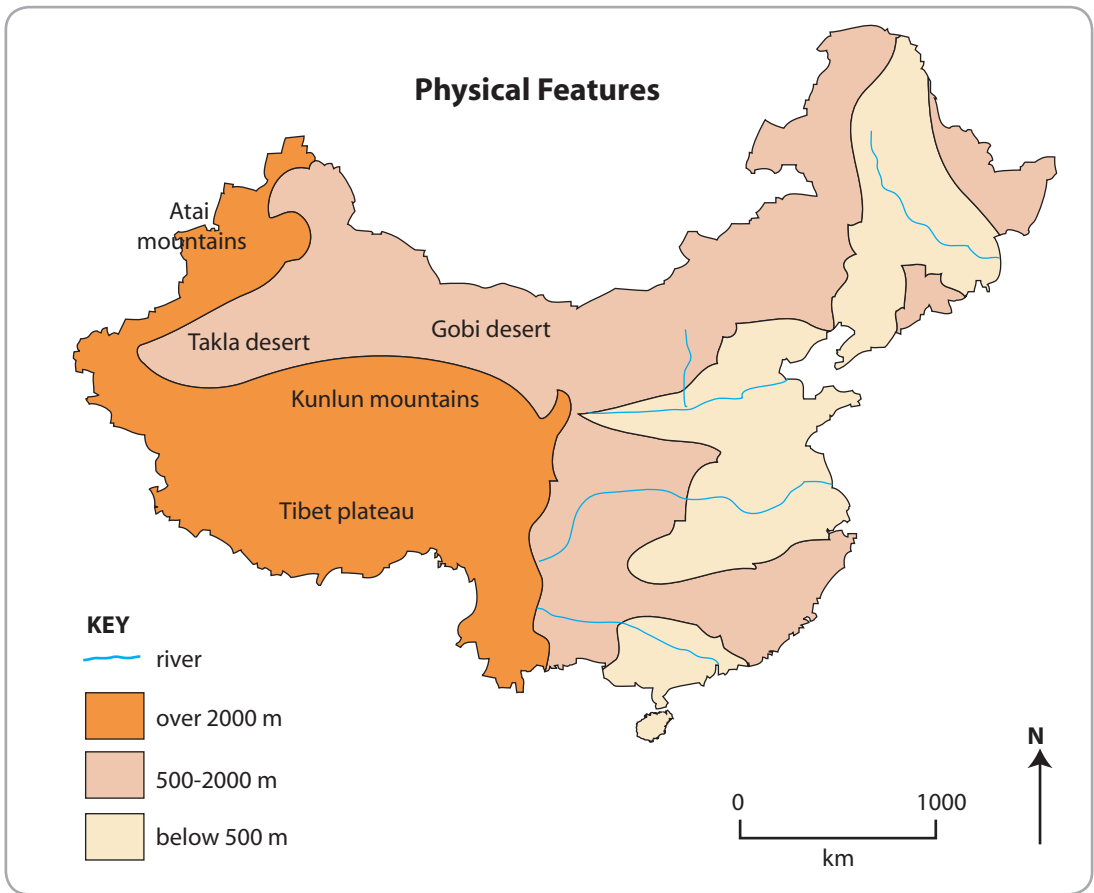 Physical Features
Atai
mountains
Takla desert
Gobi desert
Kunlun mountains
Tibet plateau
KEY
river
over 2000 m
500-2000 m
below 500 m
N
0 1000
km